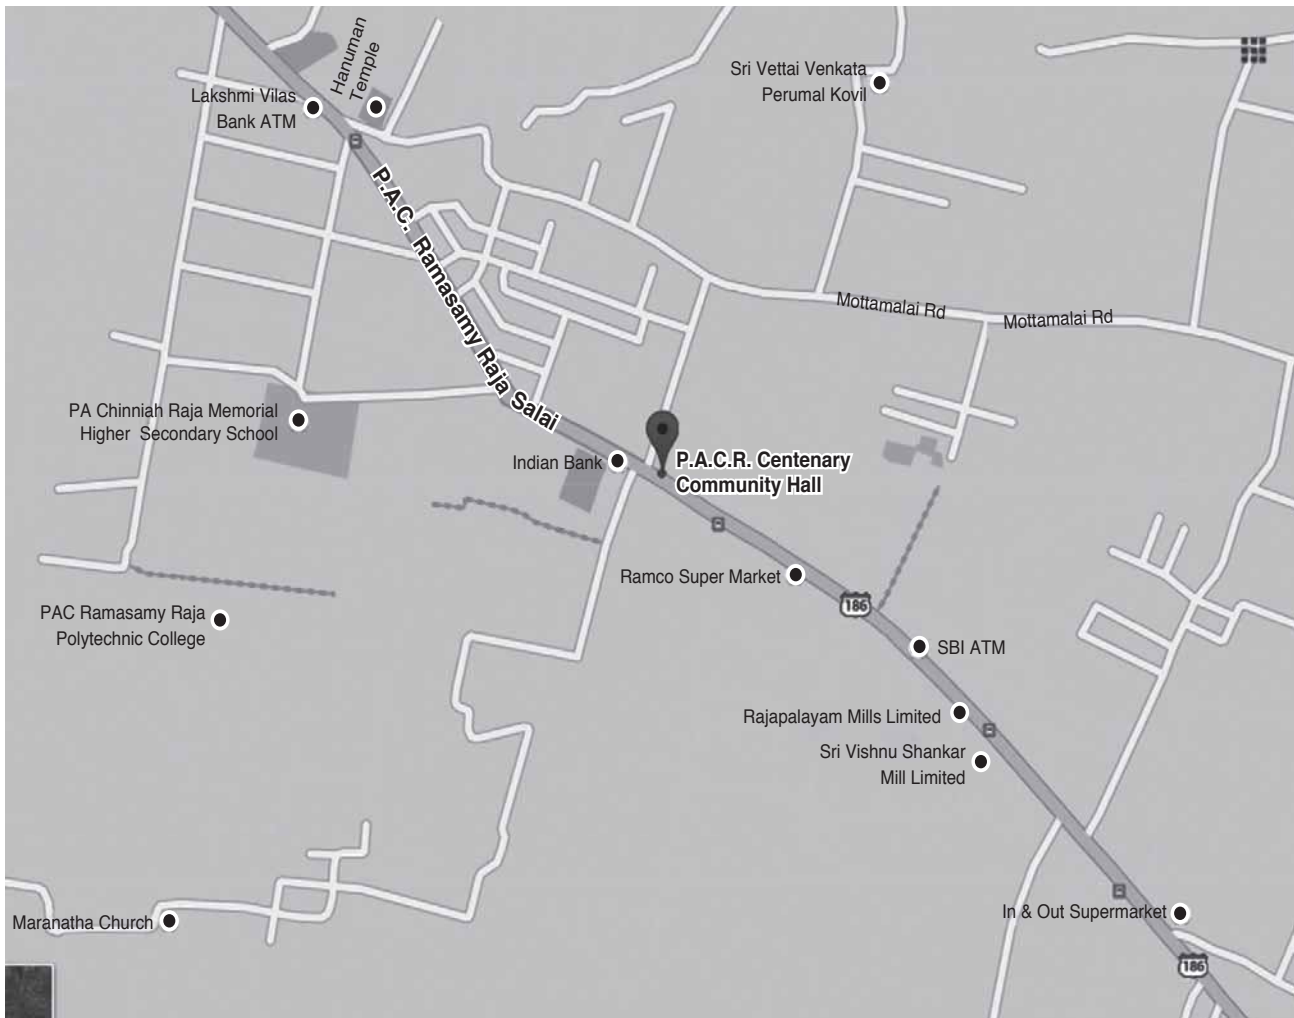 Hanuman
Temple
Sri Vettai Venkata
Perumal Kovil
Lakshmi Vilas
Bank ATM
P.A.C. Ramasamy Raja Salai
Mottamalai Rd
Mottamalai Rd
PA Chinniah Raja Memorial
Higher Secondary School
Indian Bank
P.A.C.R. Centenary
Community Hall
Ramco Super Market
186
PAC Ramasamy Raja
Polytechnic College
SBI ATM
Rajapalayam Mills Limited
Sri Vishnu Shankar
Mill Limited
Maranatha Church
In & Out Supermarket
186